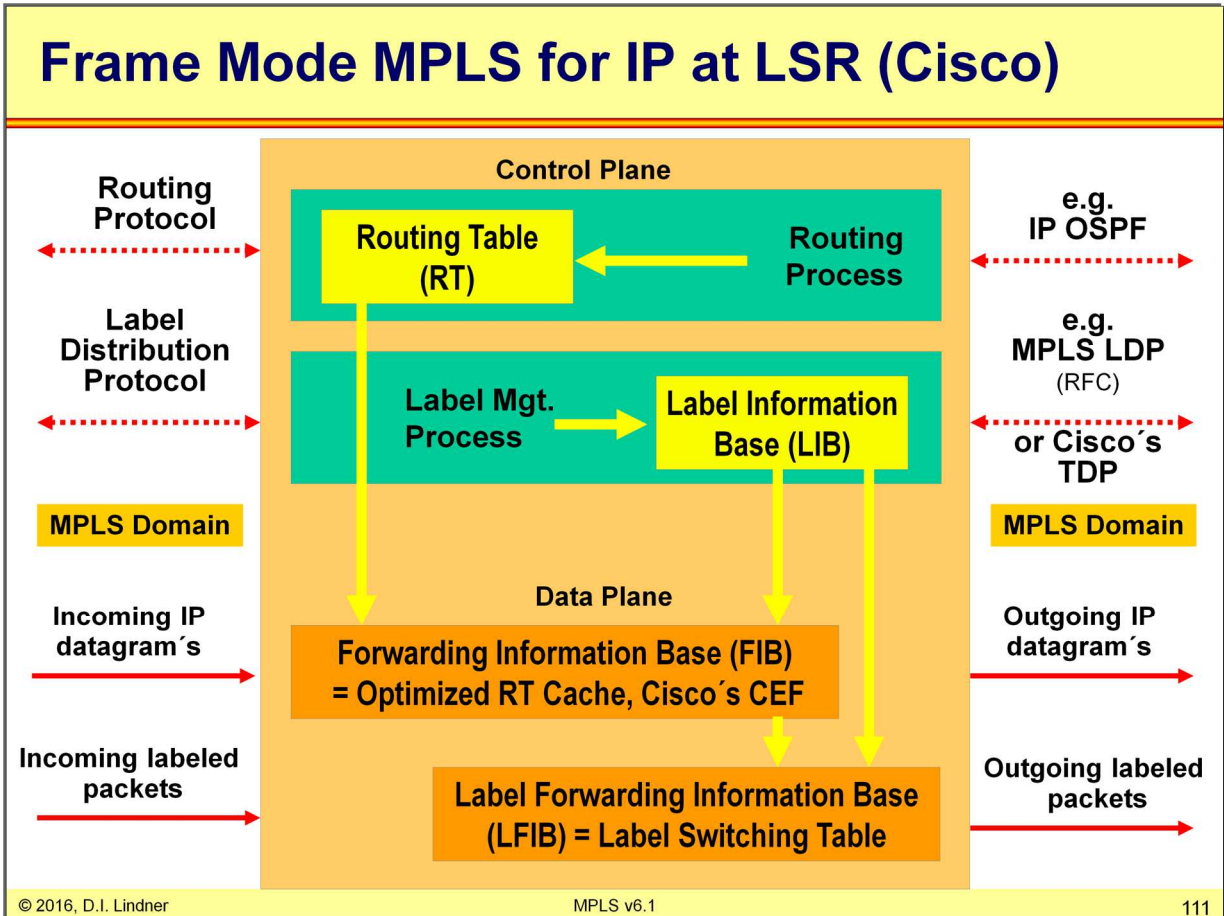 Frame Mode MPLS for IP at LSR (Cisco)
Control Plane
Routing
Protocol
Routing Table
(RT)
Routing
Process
e.g.
IP OSPF
Label
Distribution
Protocol
Label Mgt.
Process
Label Information
Base (LIB)
e.g.
MPLS LDP
(RFC)
or Cisco´s
TDP
MPLS Domain
MPLS Domain
Data Plane
Incoming IP
datagram´s
Forwarding Information Base (FIB)
= Optimized RT Cache, Cisco´s CEF
Outgoing IP
datagram´s
Incoming labeled
packets
Label Forwarding Information Base
(LFIB) = Label Switching Table
Outgoing labeled
packets
© 2016, D.I. Lindner
MPLS v6.1
111